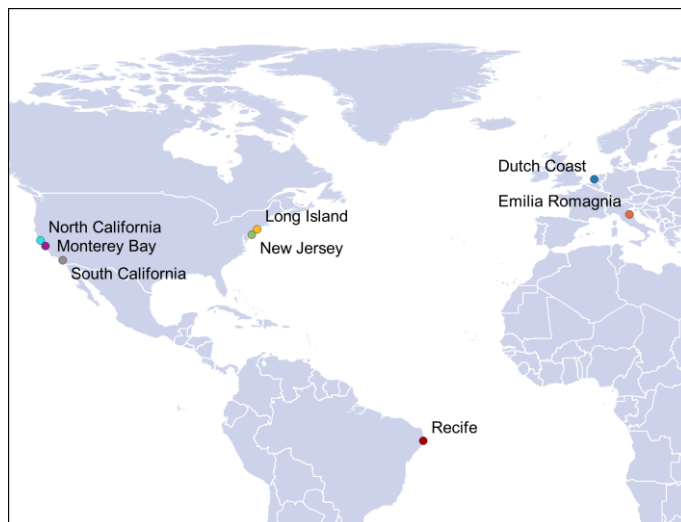 Dutch Coast
Emilia Romagnia
Long Island
North California
Monterey Bay
New Jersey
South California
Recife